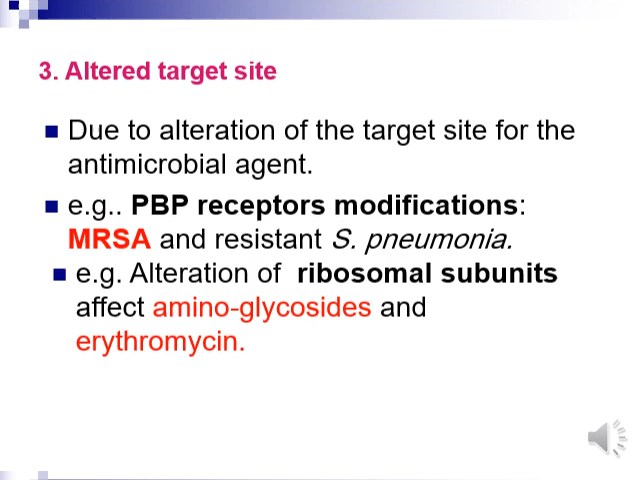 3. Altered target site
Due to alteration of the target site for the
antimicrobial agent.
e.g.. PBP receptors modifications:
MRSA and resistant S. pneumonia.
e.g. Alteration of ribosomal subunits
affect amino-glycosides and
erythromycin.